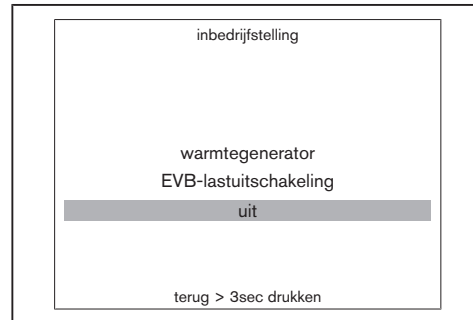 inbedrijfstelling
warmtegenerator
EVB-lastuitschakeling
uit
terug > 3sec drukken